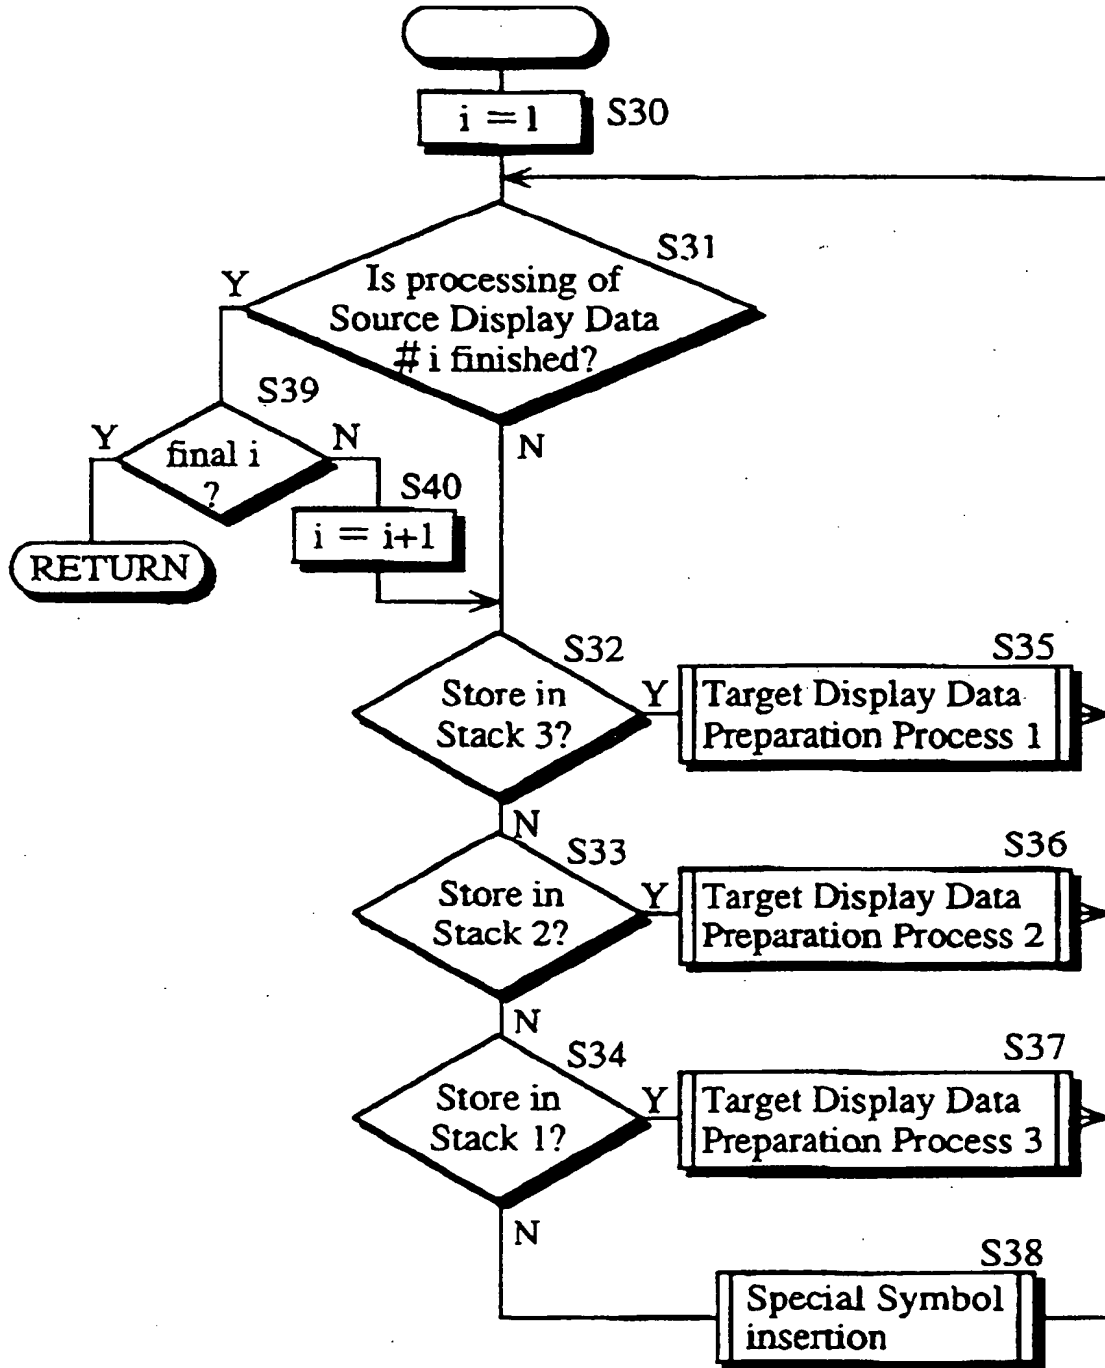 i = 1
S30
S31
Y
Is processing of
Source Display Data
# i finished?
N
S39
Y
final i
?
N
S40
i = i+1
RETURN
S32
Store in
Stack 3?
Y
S35
Target Display Data
Preparation Process 1
N
S33
Store in
Stack 2?
Y
S36
Target Display Data
Preparation Process 2
N
S34
Store in
Stack 1?
Y
S37
Target Display Data
Preparation Process 3
N
S38
Special Symbol
insertion